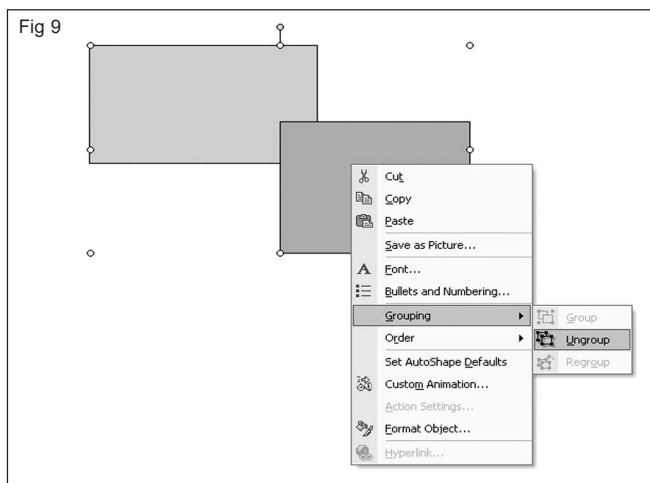 Fig 9
Cut
Copy
Paste
Save as Picture...
Font...
Bullets and Numbering...
Grouping
Group
Order
Ungroup
Set AutoShape Defaults
Regroup
Custom Animation...
Action Settings...
Format Object...
Hyperlink...